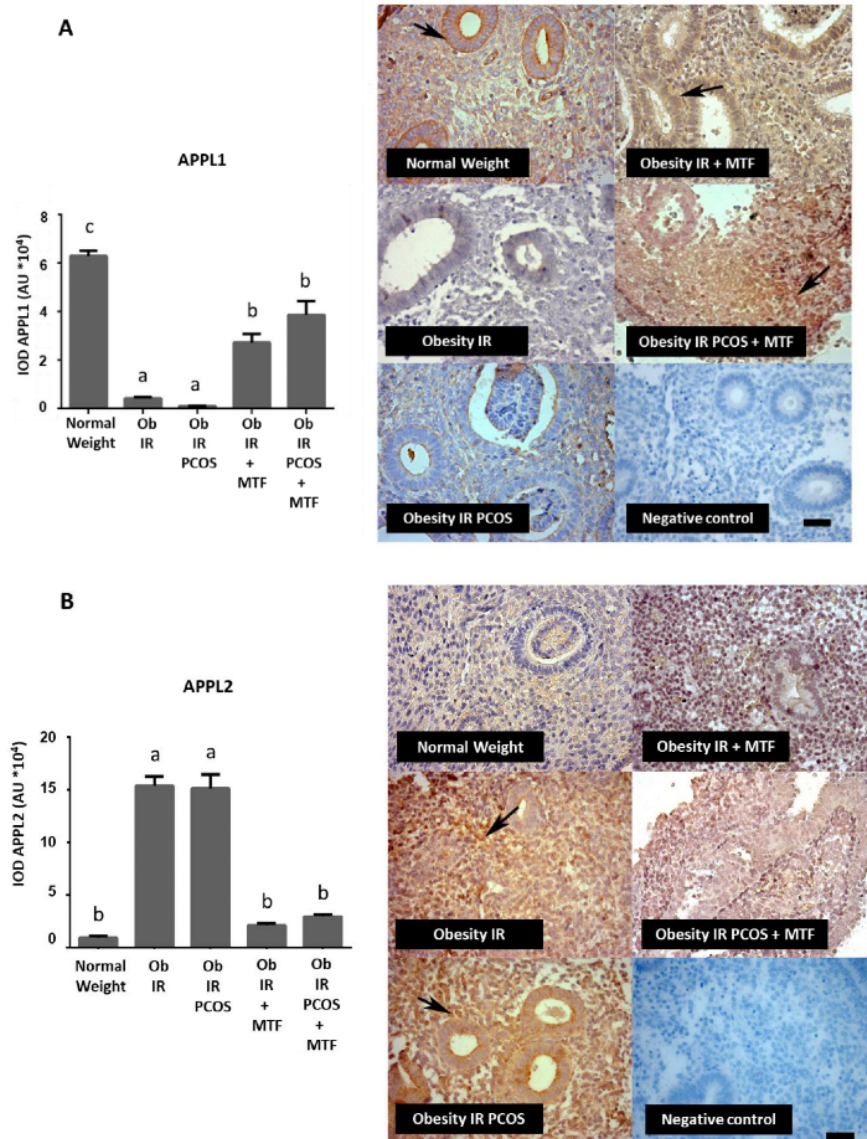 A
APPL1
IOD APPL1 (AU *10⁴)
8
6
4
2
0
c
a
a
b
b
Normal
Weight
Ob
IR
Ob
IR
PCOS
Ob
IR
+
MTF
Ob
IR
PCOS
+
MTF
Normal Weight
Obesity IR + MTF
Obesity IR
Obesity IR PCOS + MTF
Obesity IR PCOS
Negative control
B
APPL2
IOD APPL2 (AU *10⁴)
20
15
10
5
0
b
a
a
b
b
Normal
Weight
Ob
IR
Ob
IR
PCOS
Ob
IR
+
MTF
Ob
IR
PCOS
+
MTF
Normal Weight
Obesity IR + MTF
Obesity IR
Obesity IR PCOS + MTF
Obesity IR PCOS
Negative control